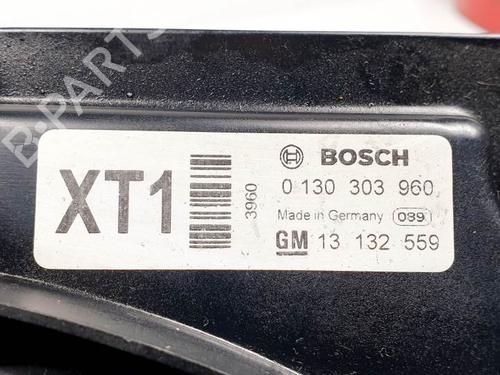 B-PARTS
XT1
3960
BOSCH
0 130 303 960
Made in Germany 039
GM 13 132 559